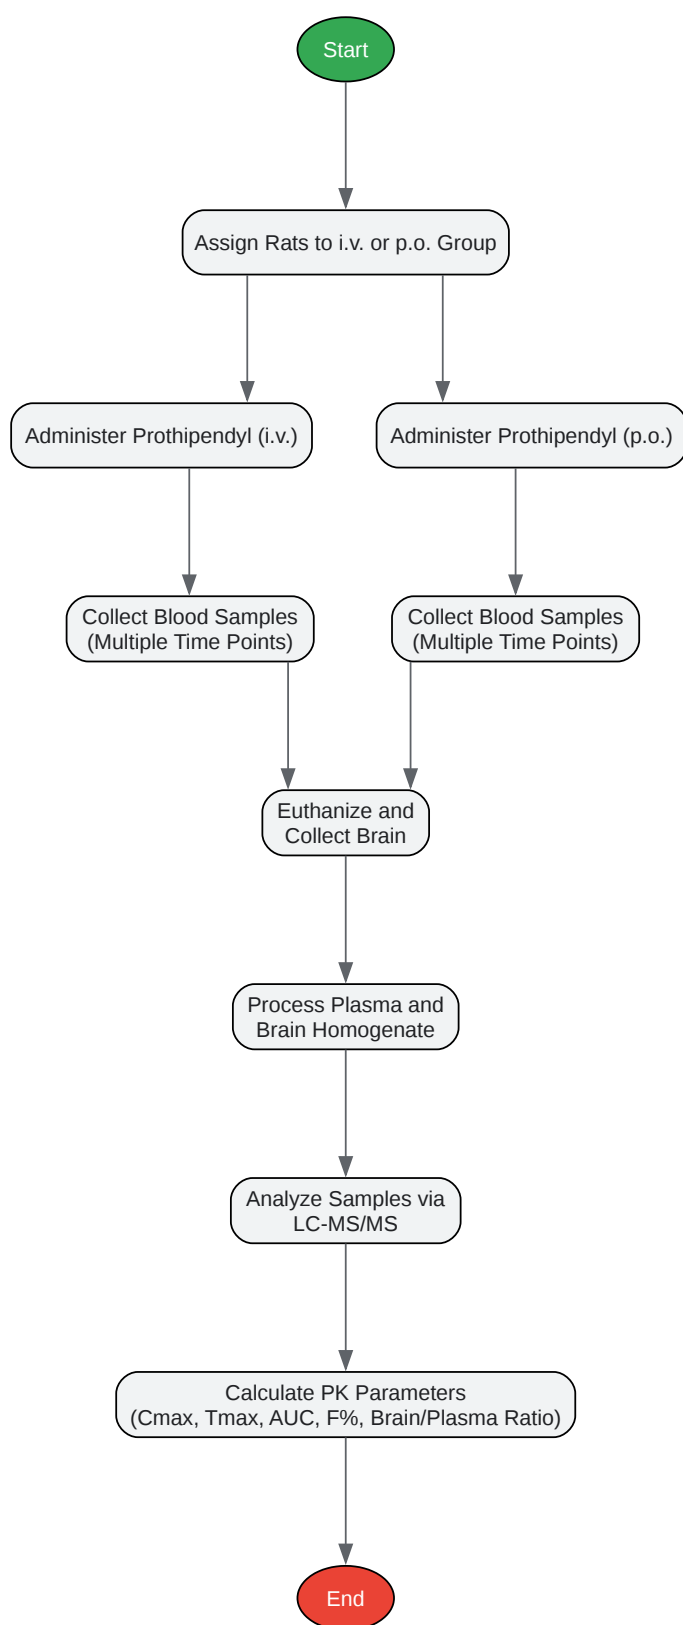 Start
Assign Rats to i.v. or p.o. Group
Administer Prothipendyl (i.v.)
Administer Prothipendyl (p.o.)
Collect Blood Samples
(Multiple Time Points)
Collect Blood Samples
(Multiple Time Points)
Euthanize and
Collect Brain
Process Plasma and
Brain Homogenate
Analyze Samples via
LC-MS/MS
Calculate PK Parameters
(Cmax, Tmax, AUC, F%, Brain/Plasma Ratio)
End